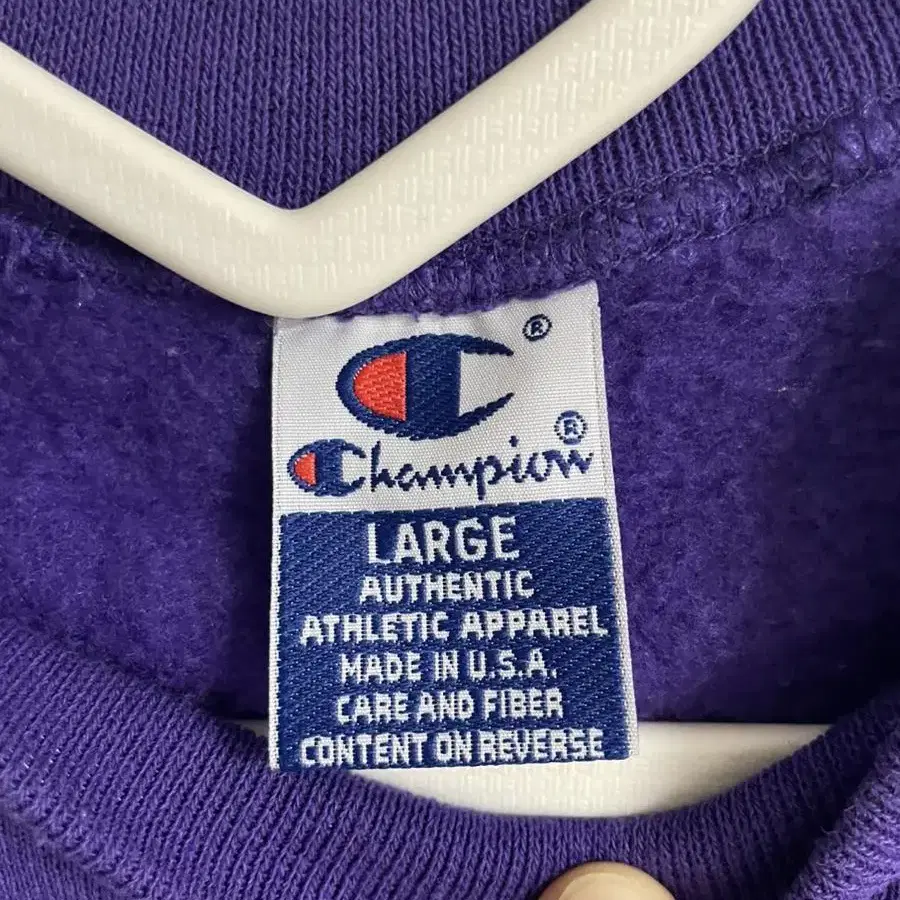 ®
Champion®
LARGE
AUTHENTIC
ATHLETIC APPAREL
MADE IN U.S.A.
CARE AND FIBER
CONTENT ON REVERSE